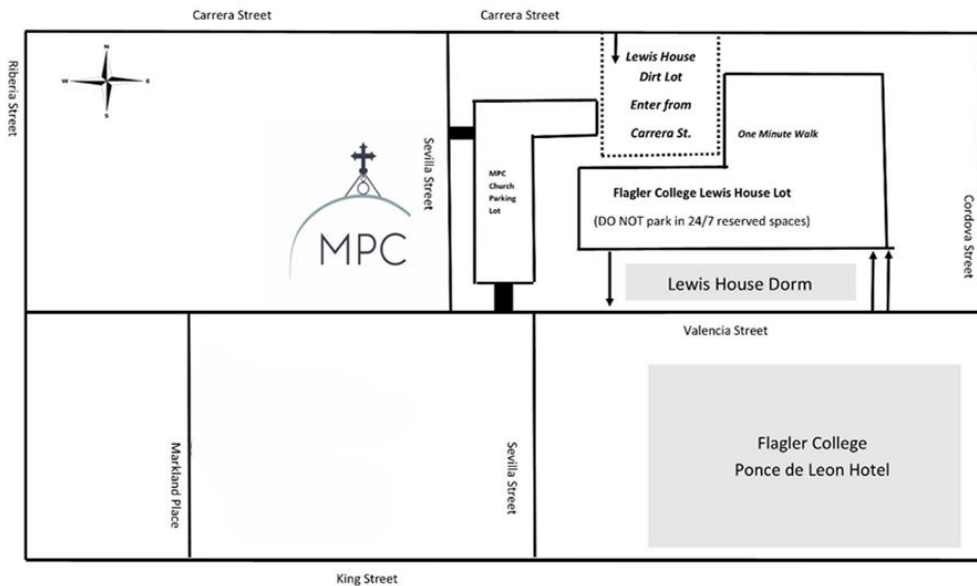 Carrera Street
Carrera Street
Riberia Street
N
W E
S
Lewis House
Dirt Lot
Enter from
Carrera St.
One Minute Walk
Sevilla Street
MPC
Church
Parking
Lot
MPC
Flagler College Lewis House Lot
(DO NOT park in 24/7 reserved spaces)
Cordova Street
Lewis House Dorm
Valencia Street
Markland Place
Sevilla Street
Flagler College
Ponce de Leon Hotel
King Street